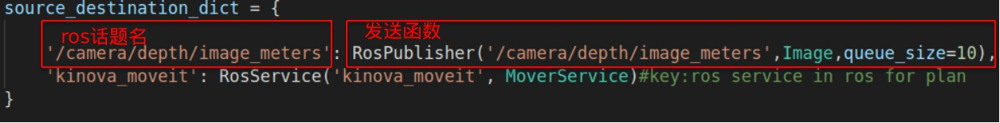 source_destination_dict = {
ros话题名
发送函数
'/camera/depth/image_meters': RosPublisher('/camera/depth/image_meters',Image,queue_size=10),
'kinova_moveit': RosService('kinova_moveit', MoverService)#key:ros service in ros for plan
}